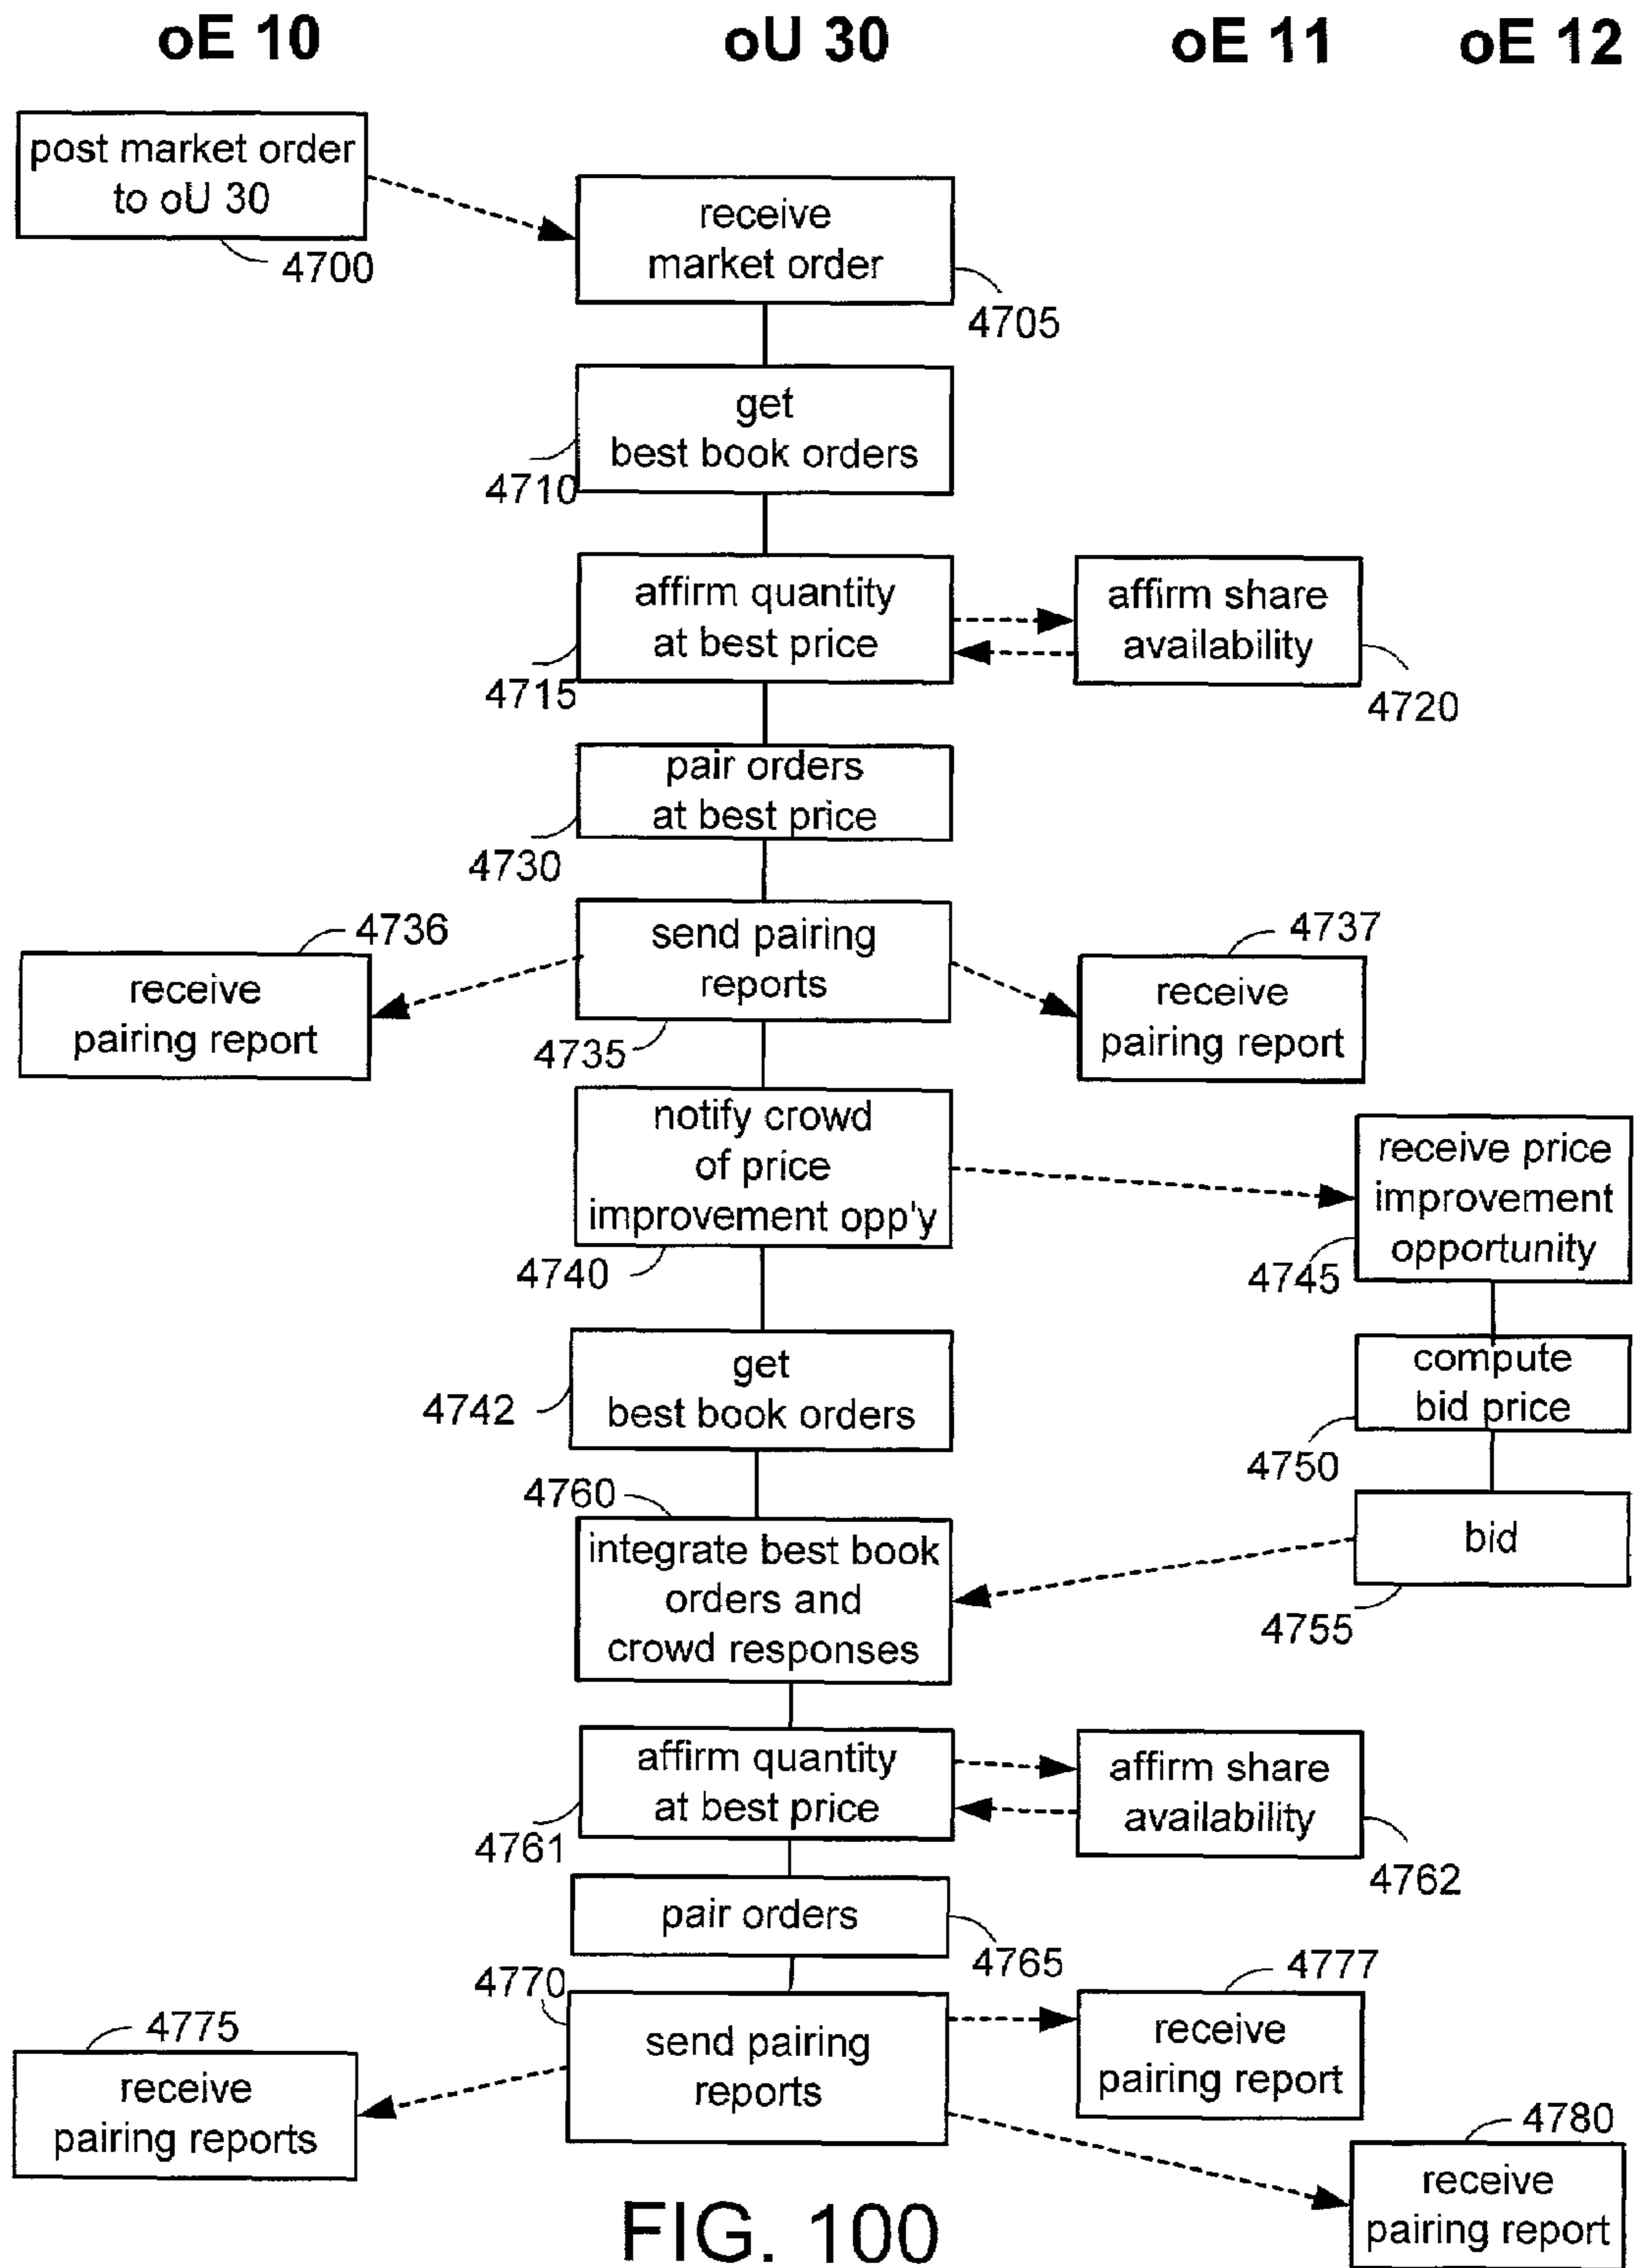 oE 10 oU 30 oE 11 oE 12
post market order
to oU 30
4700
receive
market order
4705
get
best book orders
4710
affirm quantity
at best price
4715
affirm share
availability
4720
pair orders
at best price
4730
send pairing
reports
4735
4736
receive
pairing report
4737
receive
pairing report
notify crowd
of price
improvement opp'y
4740
receive price
improvement
opportunity
4745
get
best book orders
4742
compute
bid price
4750
bid
4755
4760
integrate best book
orders and
crowd responses
affirm quantity
at best price
4761
affirm share
availability
4762
pair orders
4765
4770
send pairing
reports
4777
receive
pairing report
4775
receive
pairing reports
4780
receive
pairing report
FIG. 100